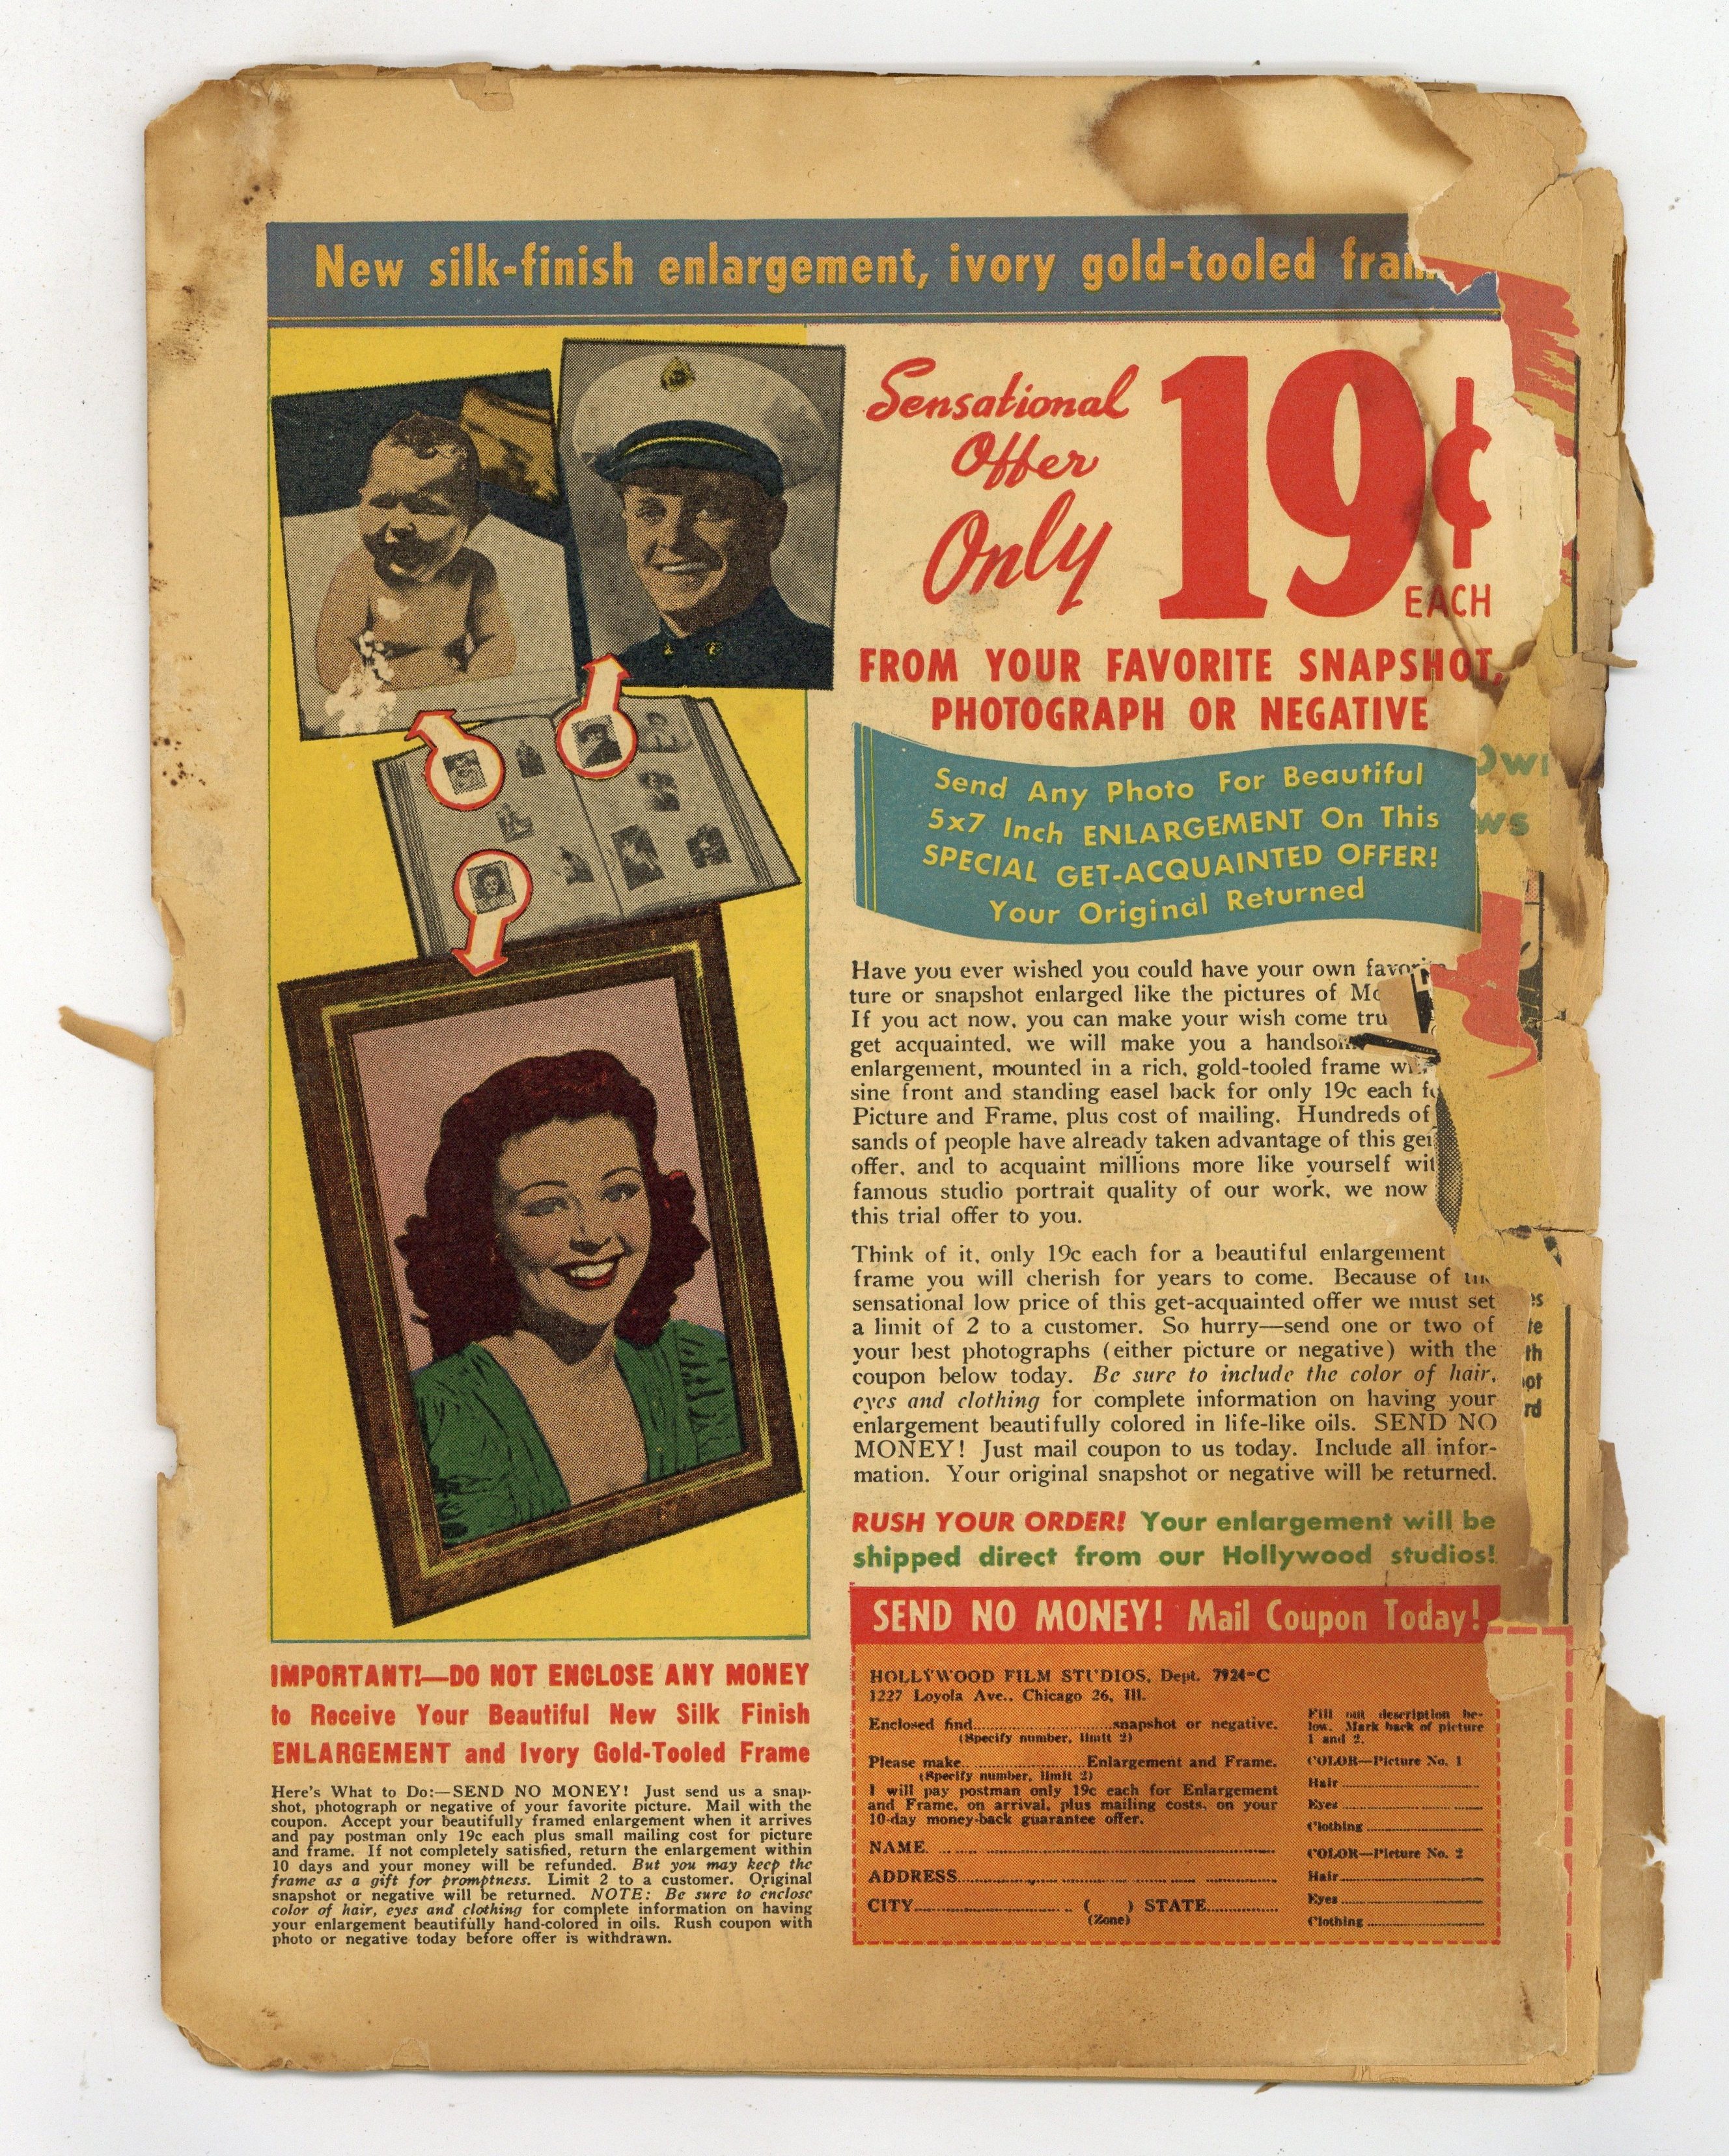 New silk-finish enlargement, ivory gold-tooled
Sensational
Offer
Only
19¢
EACH
FROM YOUR FAVORITE SNAPSHOT,
PHOTOGRAPH OR NEGATIVE
Send Any Photo For Beautiful
5x7 Inch ENLARGEMENT On This
SPECIAL GET-ACQUAINTED OFFER!
Your Original Returned
Have you ever wished you could have your own
ture or snapshot enlarged like the pictures of
If you act now, you can make your wish come
get acquainted, we will make you a
enlargement, mounted in a rich, gold-tooled frame
sine front and standing easel back for only 19c each
Picture and Frame, plus cost of mailing. Hundreds of
sands of people have already taken advantage of this
offer, and to acquaint millions more like yourself
famous studio portrait quality of our work, we now
this trial offer to you.
Think of it, only 19c each for a beautiful enlargement
frame you will cherish for years to come. Because of
sensational low price of this get-acquainted offer we must set
a limit of 2 to a customer. So hurry—send one or two of
your best photographs (either picture or negative) with the
coupon below today. Be sure to include the color of hair,
eyes and clothing for complete information on having your
enlargement beautifully colored in life-like oils. SEND NO
MONEY! Just mail coupon to us today. Include all infor-
mation. Your original snapshot or negative will be returned.
RUSH YOUR ORDER! Your enlargement will be
shipped direct from our Hollywood studios!
IMPORTANT!—DO NOT ENCLOSE ANY MONEY
to Receive Your Beautiful New Silk Finish
ENLARGEMENT and Ivory Gold-Tooled Frame
Here's What to Do:—SEND NO MONEY! Just send us a snap-
shot, photograph or negative of your favorite picture. Mail with the
coupon. Accept your beautifully framed enlargement when it arrives
and pay postman only 19c each plus small mailing cost for picture
and frame. If not completely satisfied, return the enlargement within
10 days and your money will be refunded. But you may keep the
frame as a gift for promptness. Limit 2 to a customer. Original
snapshot or negative will be returned. NOTE: Be sure to enclose
color of hair, eyes and clothing for complete information on having
your enlargement beautifully hand-colored in oils. Rush coupon with
photo or negative today before offer is withdrawn.
SEND NO MONEY! Mail Coupon Today!
HOLLYWOOD FILM STUDIOS, Dept. 7924-C
1227 Loyola Ave., Chicago 26, Ill.
Enclosed find..............................snapshot or negative.
(Specify number, limit 2)
Please make..........................Enlargement and Frame.
(Specify number, limit 2)
I will pay postman only 19c each for Enlargement
and Frame, on arrival, plus mailing costs, on your
10-day money-back guarantee offer.
NAME
ADDRESS
CITY ( ) STATE
(Zone)
Fill out description be-
low. Mark back of picture
1 and 2.
COLOR—Picture No. 1
Hair
Eyes
Clothing
COLOR—Picture No. 2
Hair
Eyes
Clothing